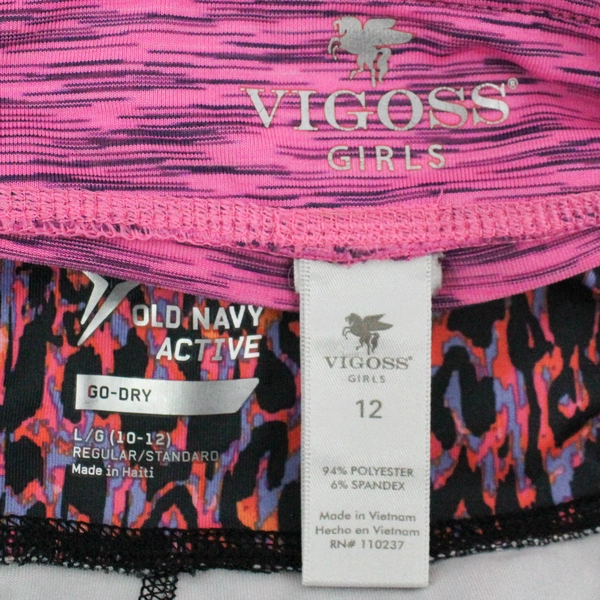 VIGOSS®
GIRLS
OLD NAVY
ACTIVE
GO-DRY
L/G (10-12)
REGULAR/STANDARD
Made in Haiti
VIGOSS®
GIRLS
12
94% POLYESTER
6% SPANDEX
Made in Vietnam
Hecho en Vietnam
RN# 110237